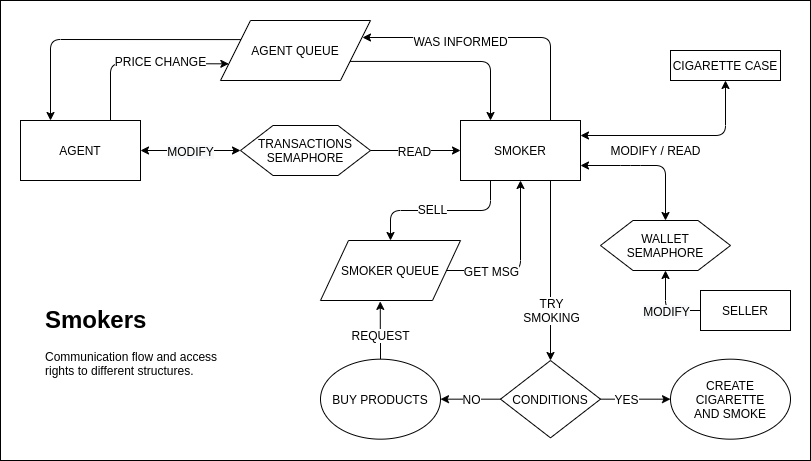 AGENT QUEUE
WAS INFORMED
PRICE CHANGE
CIGARETTE CASE
AGENT
MODIFY
TRANSACTIONS
SEMAPHORE
READ
SMOKER
MODIFY / READ
SELL
WALLET
SEMAPHORE
SMOKER QUEUE
GET MSG
TRY
SMOKING
MODIFY
SELLER
Smokers
REQUEST
Communication flow and access
rights to different structures.
BUY PRODUCTS
NO
CONDITIONS
YES
CREATE
CIGARETTE
AND SMOKE